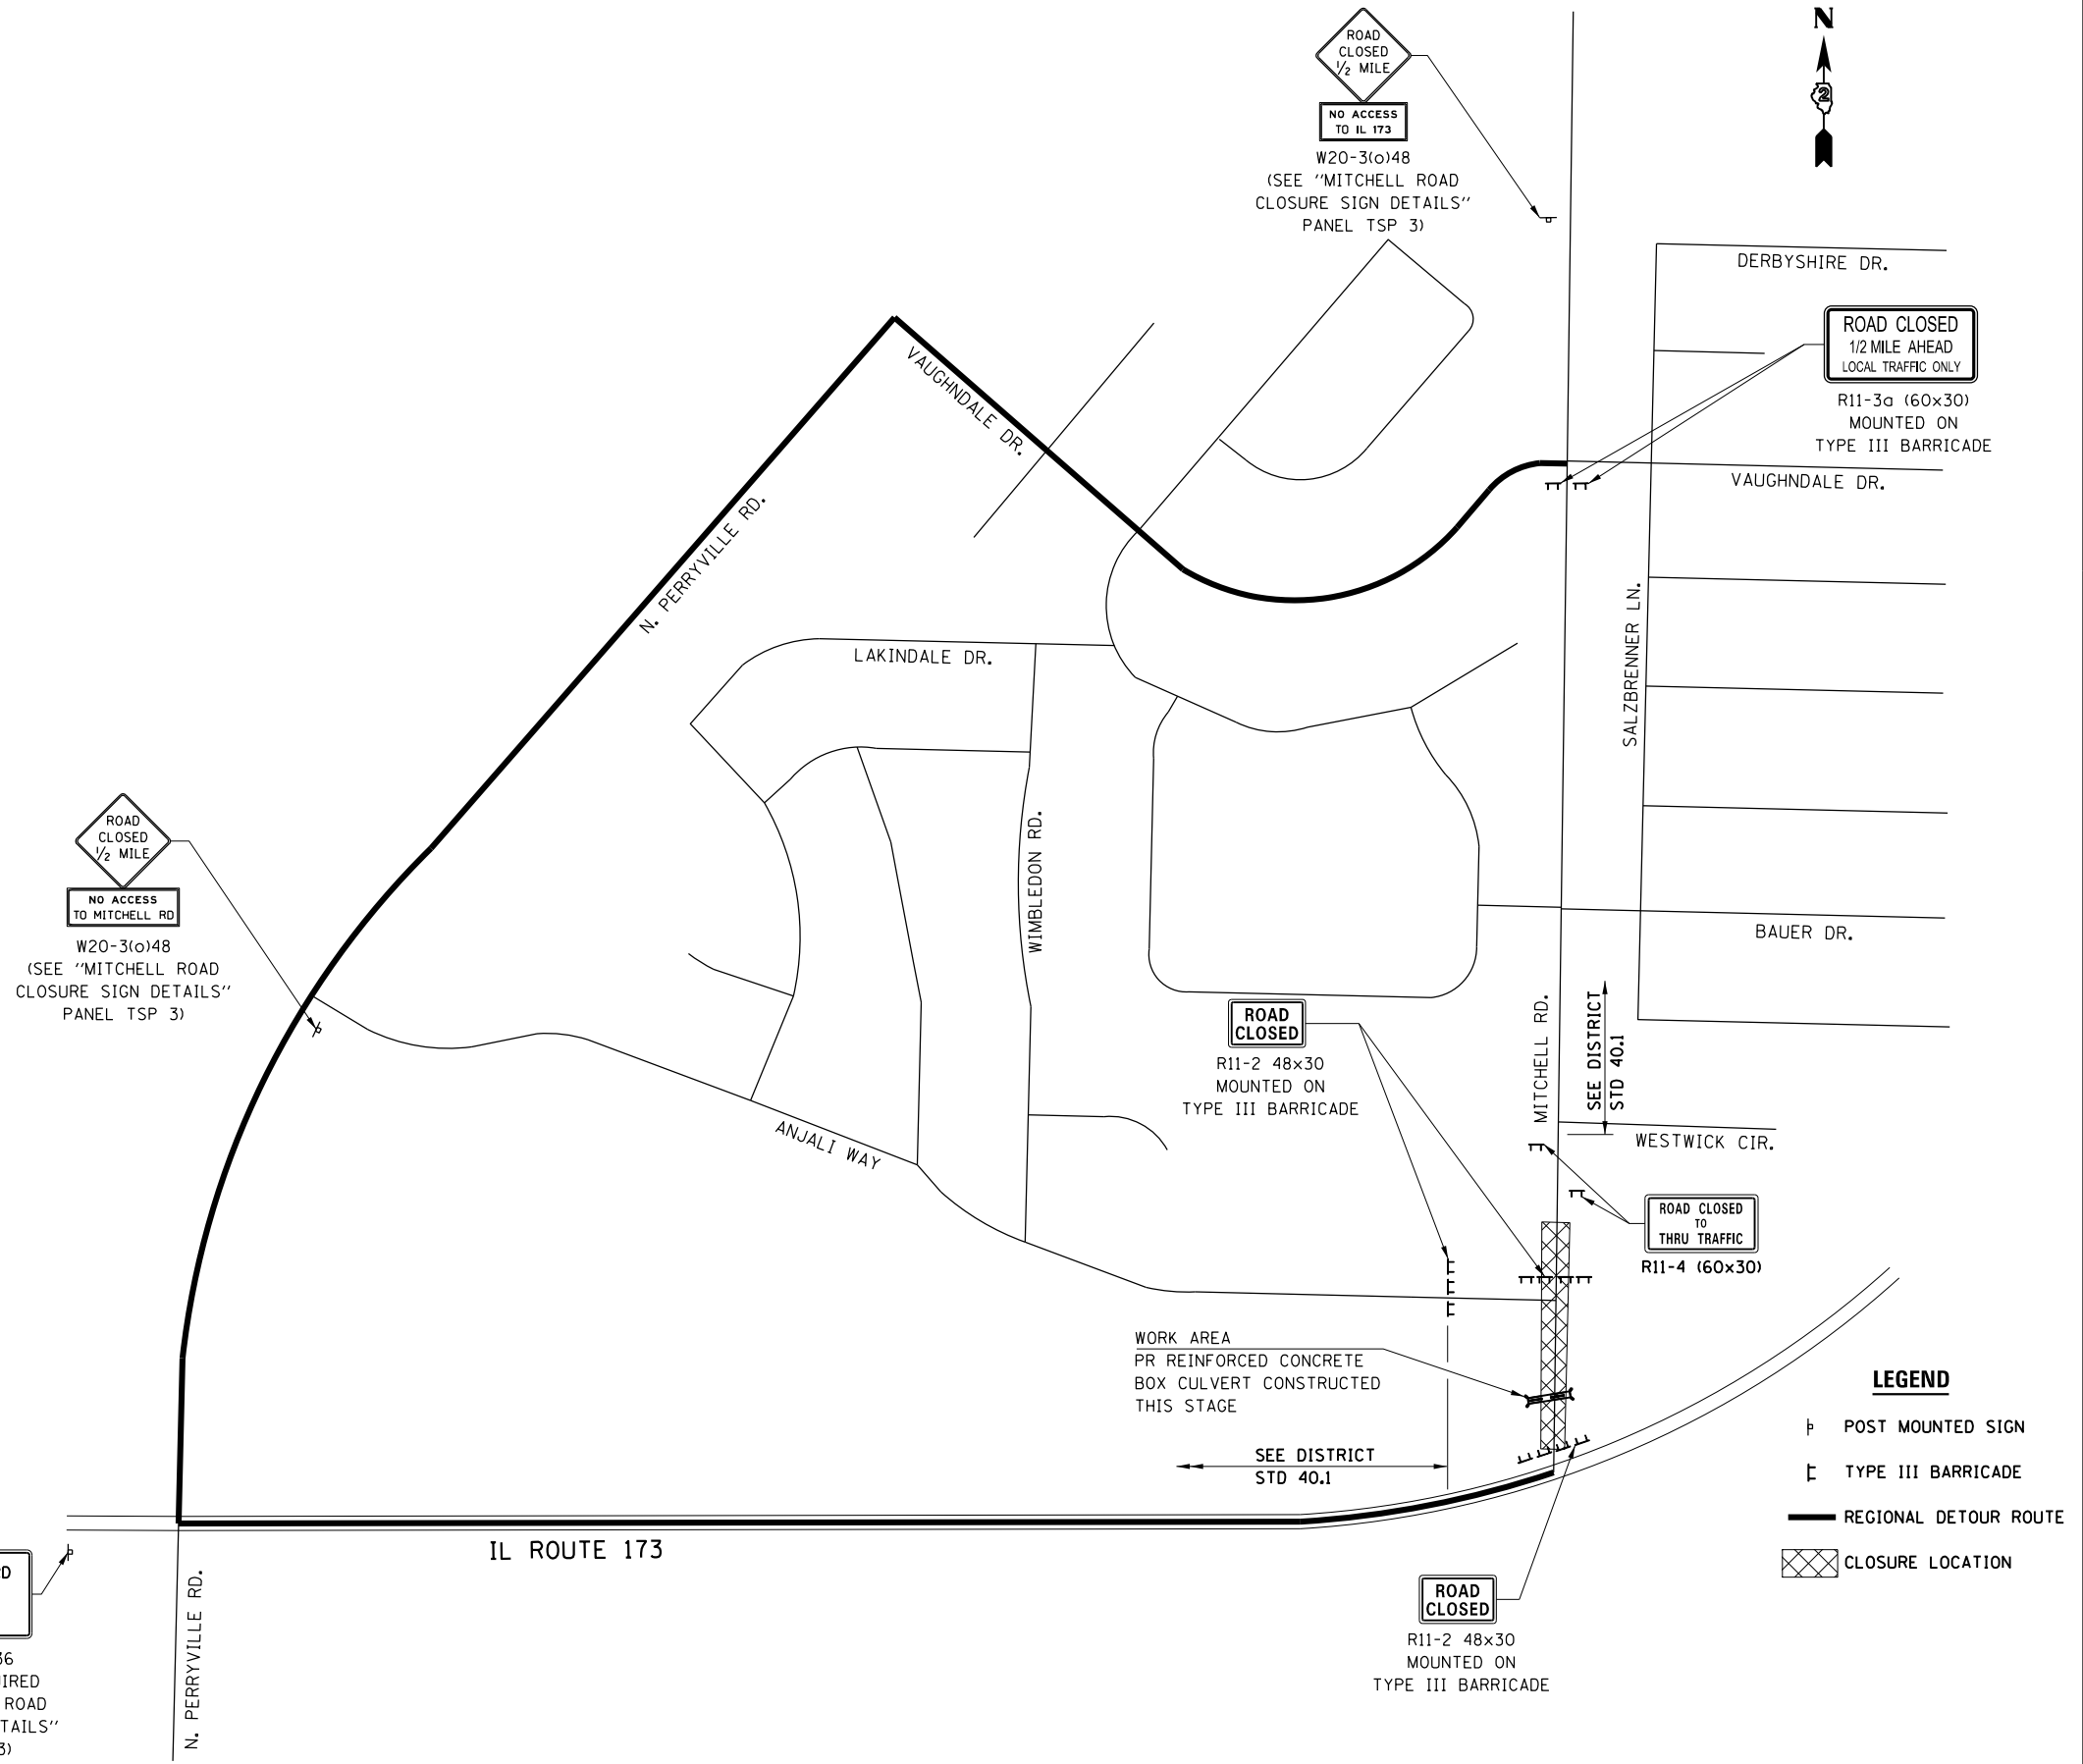 N
2
ROAD
CLOSED
1/2 MILE
NO ACCESS
TO IL 173
W20-3(o)48
(SEE "MITCHELL ROAD
CLOSURE SIGN DETAILS"
PANEL TSP 3)
DERBYSHIRE DR.
ROAD CLOSED
1/2 MILE AHEAD
LOCAL TRAFFIC ONLY
R11-3a (60x30)
MOUNTED ON
TYPE III BARRICADE
VAUGHNDALE DR.
VAUGHNDALE DR.
N. PERRYVILLE RD.
LAKINDALE DR.
SALZBRENNER LN.
ROAD
CLOSED
1/2 MILE
NO ACCESS
TO MITCHELL RD
W20-3(o)48
(SEE "MITCHELL ROAD
CLOSURE SIGN DETAILS"
PANEL TSP 3)
WIMBLEDON RD.
BAUER DR.
ROAD
CLOSED
R11-2 48x30
MOUNTED ON
TYPE III BARRICADE
MITCHELL RD.
SEE DISTRICT
STD 40.1
ANJALI WAY
WESTWICK CIR.
ROAD CLOSED
TO
THRU TRAFFIC
R11-4 (60x30)
WORK AREA
PR REINFORCED CONCRETE
BOX CULVERT CONSTRUCTED
THIS STAGE
SEE DISTRICT
STD 40.1
LEGEND
POST MOUNTED SIGN
TYPE III BARRICADE
REGIONAL DETOUR ROUTE
CLOSURE LOCATION
IL ROUTE 173
N. PERRYVILLE RD.
ROAD
CLOSED
R11-2 48x30
MOUNTED ON
TYPE III BARRICADE
ROAD